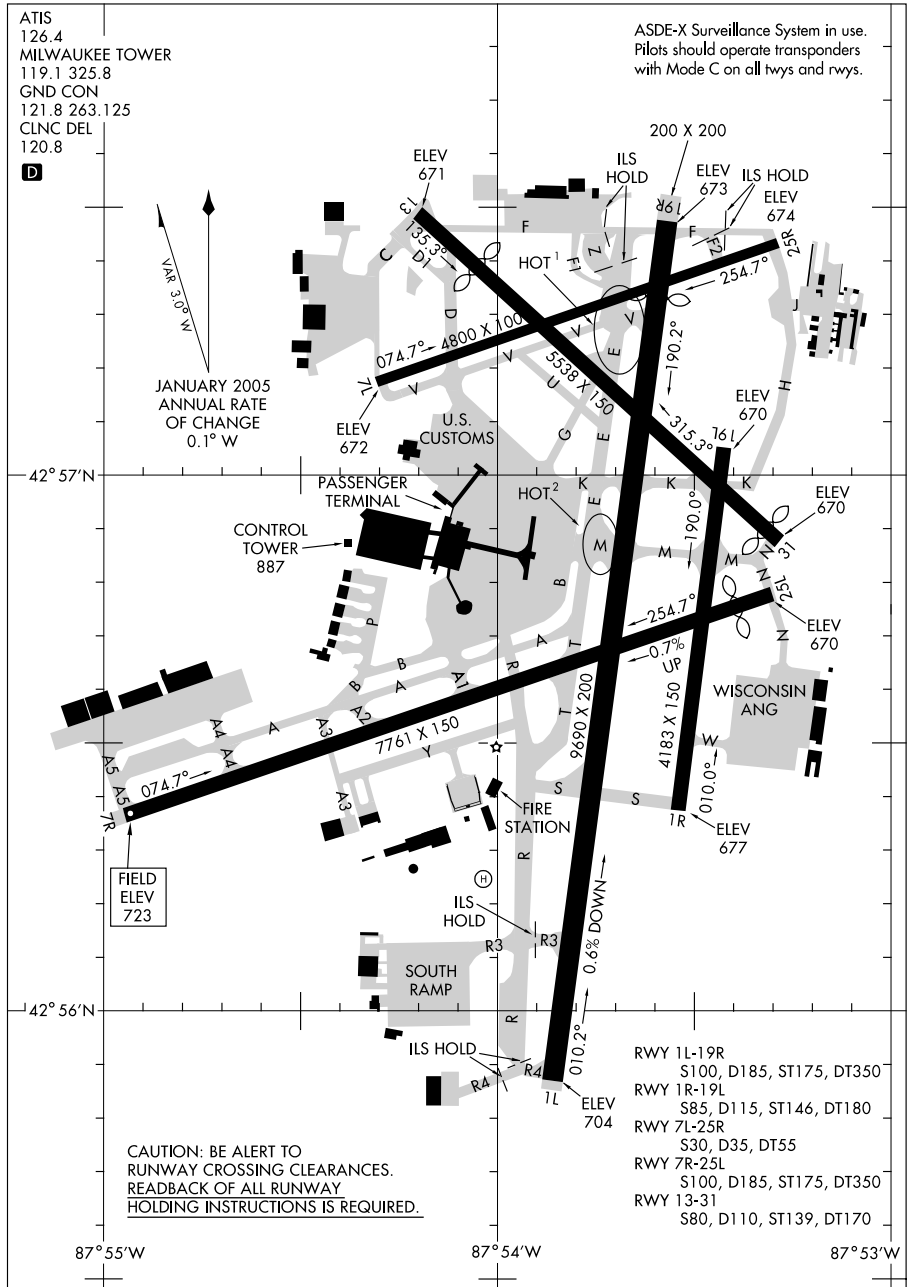 ATIS
126.4
MILWAUKEE TOWER
119.1 325.8
GND CON
121.8 263.125
CLNC DEL
120.8
D
ASDE-X Surveillance System in use.
Pilots should operate transponders
with Mode C on all twys and rwys.
200 X 200
ELEV
671
ILS
HOLD
ELEV
673
ILS HOLD
ELEV
674
13
19R
F
F
F1
F2
Z
25R
C
D1
135.3°
HOT 1
254.7°
VAR 3.0° W
D
V
V
V
E
J
074.7°
4800 X 100
190.2°
5538 X 150
H
JANUARY 2005
ANNUAL RATE
OF CHANGE
0.1° W
7L
V
ELEV
672
U
G
E
315.3°
ELEV
670
19L
U.S.
CUSTOMS
42°57'N
PASSENGER
TERMINAL
HOT 2
K
K
K
E
190.0°
ELEV
670
31
CONTROL
TOWER
887
M
M
M
N
N
N
B
25L
254.7°
ELEV
670
0.7%
UP
P
B
B
A
A
A
R
T
T
A1
A2
A3
A4
A4
A5
A5
7761 X 150
Y
9690 X 200
4183 X 150
WISCONSIN
ANG
W
074.7°
7R
A3
S
S
010.0°
1R
ELEV
677
FIRE
STATION
R
FIELD
ELEV
723
H
ILS
HOLD
R3
R3
0.6% DOWN
SOUTH
RAMP
42°56'N
R
ILS HOLD
R4
R4
010.2°
1L
ELEV
704
RWY 1L-19R
S100, D185, ST175, DT350
RWY 1R-19L
S85, D115, ST146, DT180
RWY 7L-25R
S30, D35, DT55
RWY 7R-25L
S100, D185, ST175, DT350
RWY 13-31
S80, D110, ST139, DT170
CAUTION: BE ALERT TO
RUNWAY CROSSING CLEARANCES.
READBACK OF ALL RUNWAY
HOLDING INSTRUCTIONS IS REQUIRED.
87°55'W
87°54'W
87°53'W